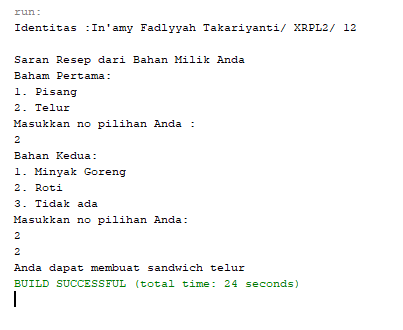 run:
Identitas :In'amy Fadlyyah Takariyanti/ XRPL2/ 12
Saran Resep dari Bahan Milik Anda
Baham Pertama:
1. Pisang
2. Telur
Masukkan no pilihan Anda :
2
Bahan Kedua:
1. Minyak Goreng
2. Roti
3. Tidak ada
Masukkan no pilihan Anda:
2
2
Anda dapat membuat sandwich telur
BUILD SUCCESSFUL (total time: 24 seconds)